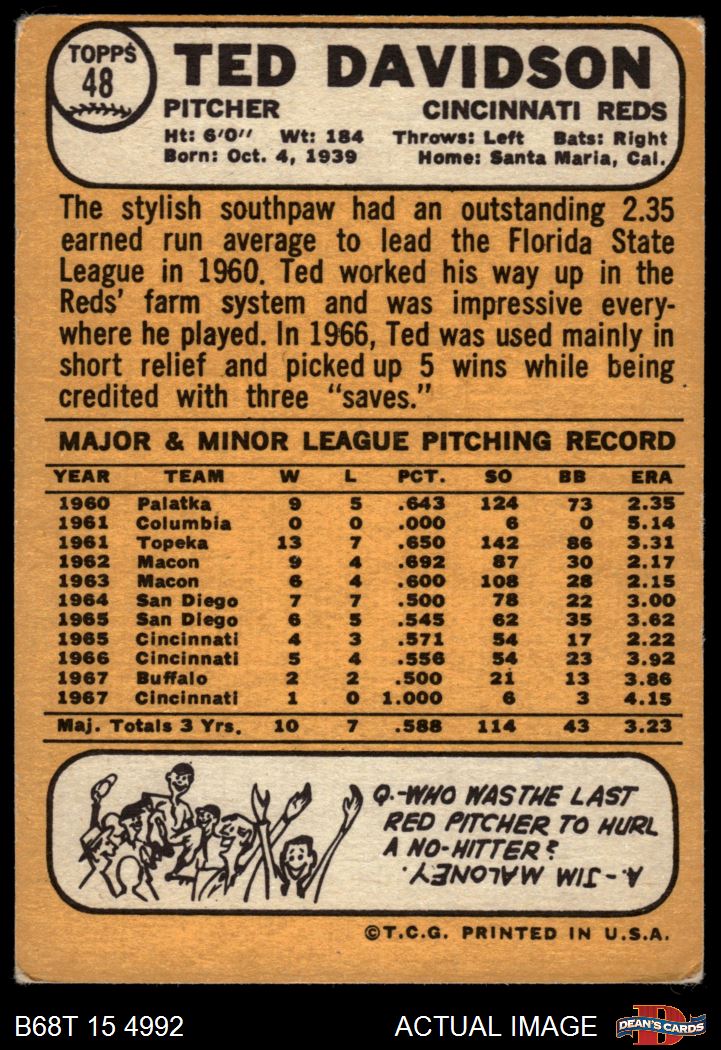 TOPPS
48
TED DAVIDSON
PITCHER CINCINNATI REDS
Ht: 6'0" Wt: 184 Throws: Left Bats: Right
Born: Oct. 4, 1939 Home: Santa Maria, Cal.
The stylish southpaw had an outstanding 2.35
earned run average to lead the Florida State
League in 1960. Ted worked his way up in the
Reds' farm system and was impressive every-
where he played. In 1966, Ted was used mainly in
short relief and picked up 5 wins while being
credited with three "saves."
MAJOR & MINOR LEAGUE PITCHING RECORD
YEAR TEAM W L PCT. SO BB ERA
1960 Palatka 9 5 .643 124 73 2.35
1961 Columbia 0 0 .000 6 0 5.14
1961 Topeka 13 7 .650 142 86 3.31
1962 Macon 9 4 .692 87 30 2.17
1963 Macon 6 4 .600 108 28 2.15
1964 San Diego 7 7 .500 78 22 3.00
1965 San Diego 6 5 .545 62 35 3.62
1965 Cincinnati 4 3 .571 54 17 2.22
1966 Cincinnati 5 4 .556 54 23 3.92
1967 Buffalo 2 2 .500 21 13 3.86
1967 Cincinnati 1 0 1.000 6 3 4.15
Maj. Totals 3 Yrs. 10 7 .588 114 43 3.23
Q.-WHO WAS THE LAST
RED PITCHER TO HURL
A NO-HITTER?
A.-JIM MALONEY.
©T.C.G. PRINTED IN U.S.A.
B68T 15 4992 ACTUAL IMAGE
D
DEAN'S CARDS